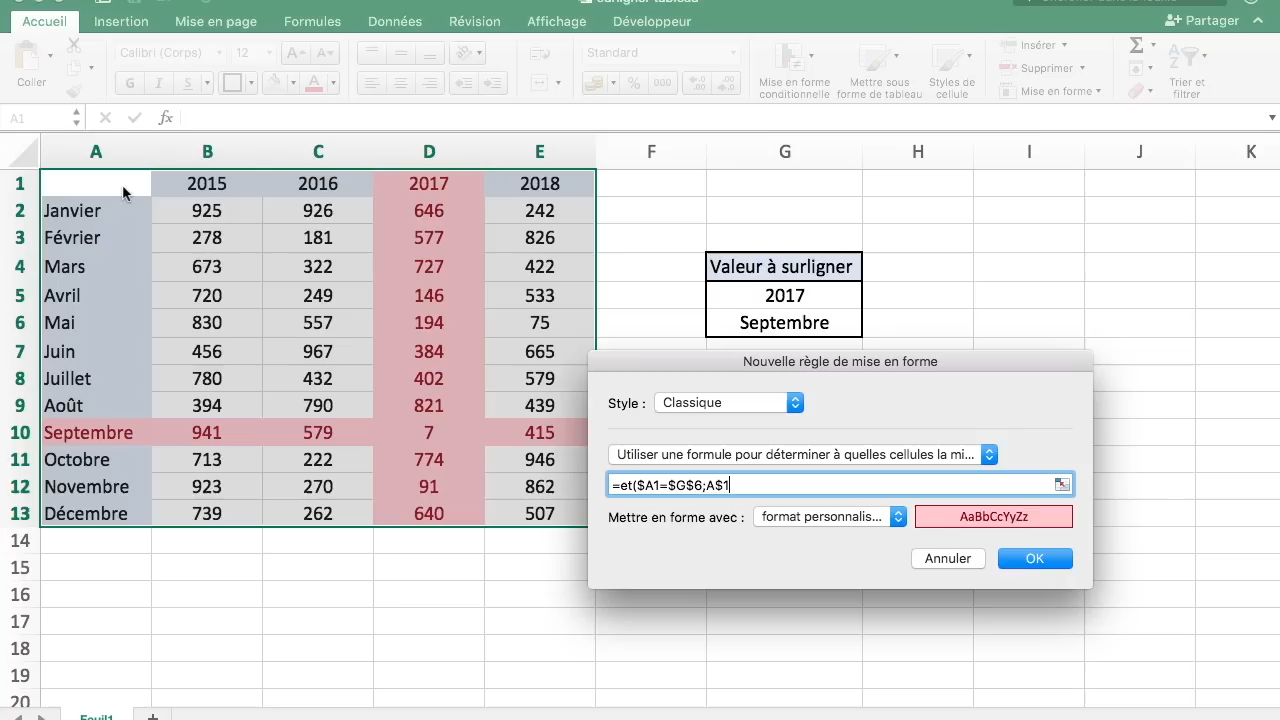 surligner tableau
Accueil Insertion Mise en page Formules Données Révision Affichage Développeur Partager
Calibri (Corps) 12 A A Standard Insérer
Coller G I S A % 000 Mise en forme conditionnelle Mettre sous forme de tableau Styles de cellule Supprimer Mise en forme Trier et filtrer
A1 fx
A B C D E F G H I J K
1 2015 2016 2017 2018
2 Janvier 925 926 646 242
3 Février 278 181 577 826
4 Mars 673 322 727 422 Valeur à surligner
5 Avril 720 249 146 533 2017
6 Mai 830 557 194 75 Septembre
7 Juin 456 967 384 665
8 Juillet 780 432 402 579
9 Août 394 790 821 439
10 Septembre 941 579 7 415
11 Octobre 713 222 774 946
12 Novembre 923 270 91 862
13 Décembre 739 262 640 507
14
15
16
17
18
19
20
Nouvelle règle de mise en forme
Style : Classique
Utiliser une formule pour déterminer à quelles cellules la mi...
=et($A1=$G$6;A$1
Mettre en forme avec : format personnalis... AaBbCcYyZz
Annuler OK
Feuil1 +